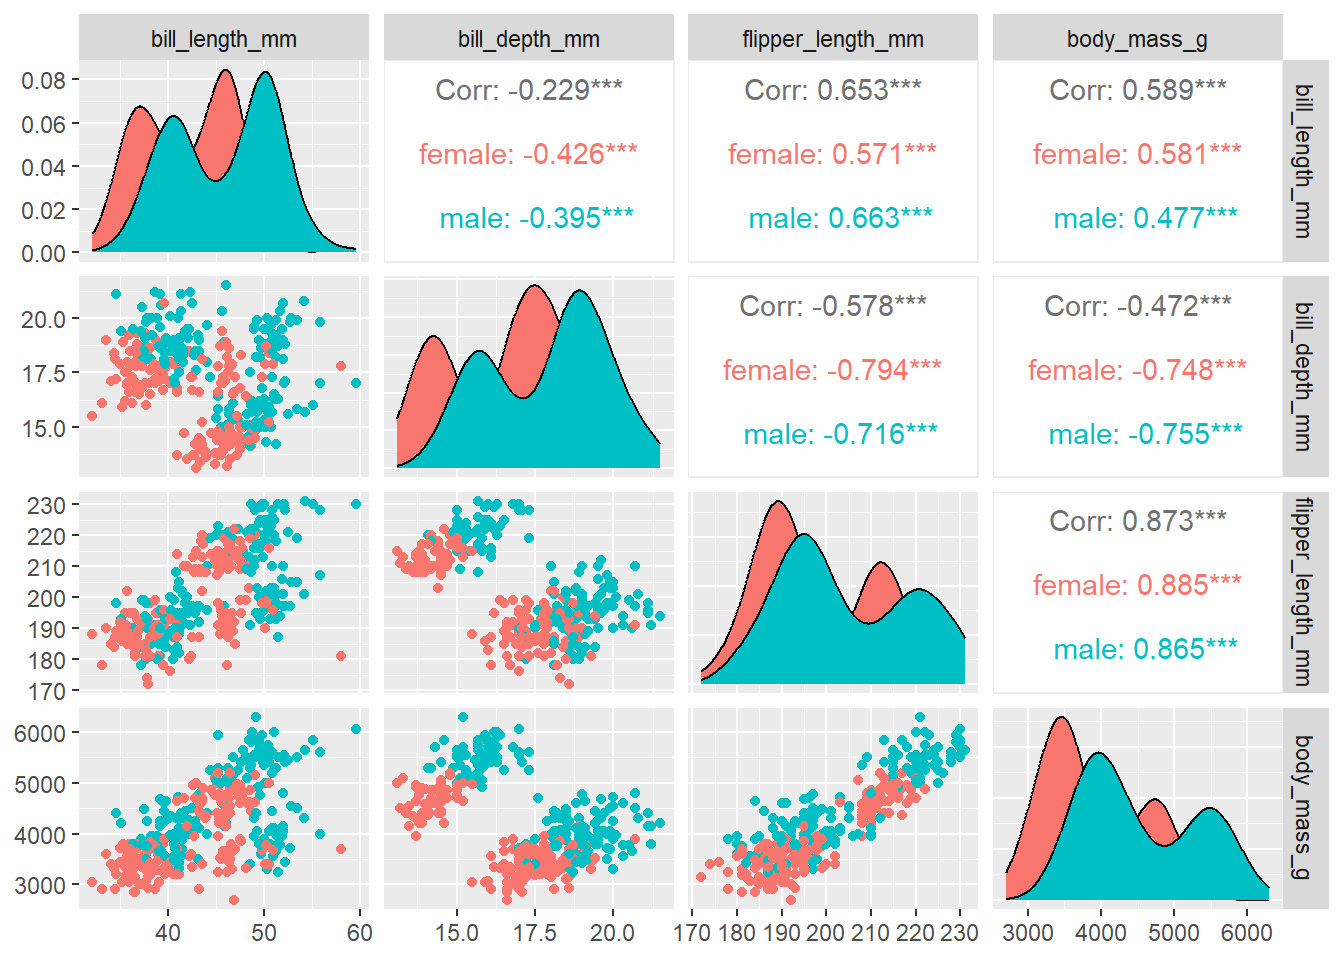 bill_length_mm
bill_depth_mm
flipper_length_mm
body_mass_g
0.08
0.06
0.04
0.02
0.00
Corr: -0.229***
female: -0.426***
male: -0.395***
Corr: 0.653***
female: 0.571***
male: 0.663***
Corr: 0.589***
female: 0.581***
male: 0.477***
bill_length_mm
20.0
17.5
15.0
Corr: -0.578***
female: -0.794***
male: -0.716***
Corr: -0.472***
female: -0.748***
male: -0.755***
bill_depth_mm
230
220
210
200
190
180
170
Corr: 0.873***
female: 0.885***
male: 0.865***
flipper_length_mm
6000
5000
4000
3000
body_mass_g
40 50 60
15.0 17.5 20.0
170 180 190 200 210 220 230
3000 4000 5000 6000